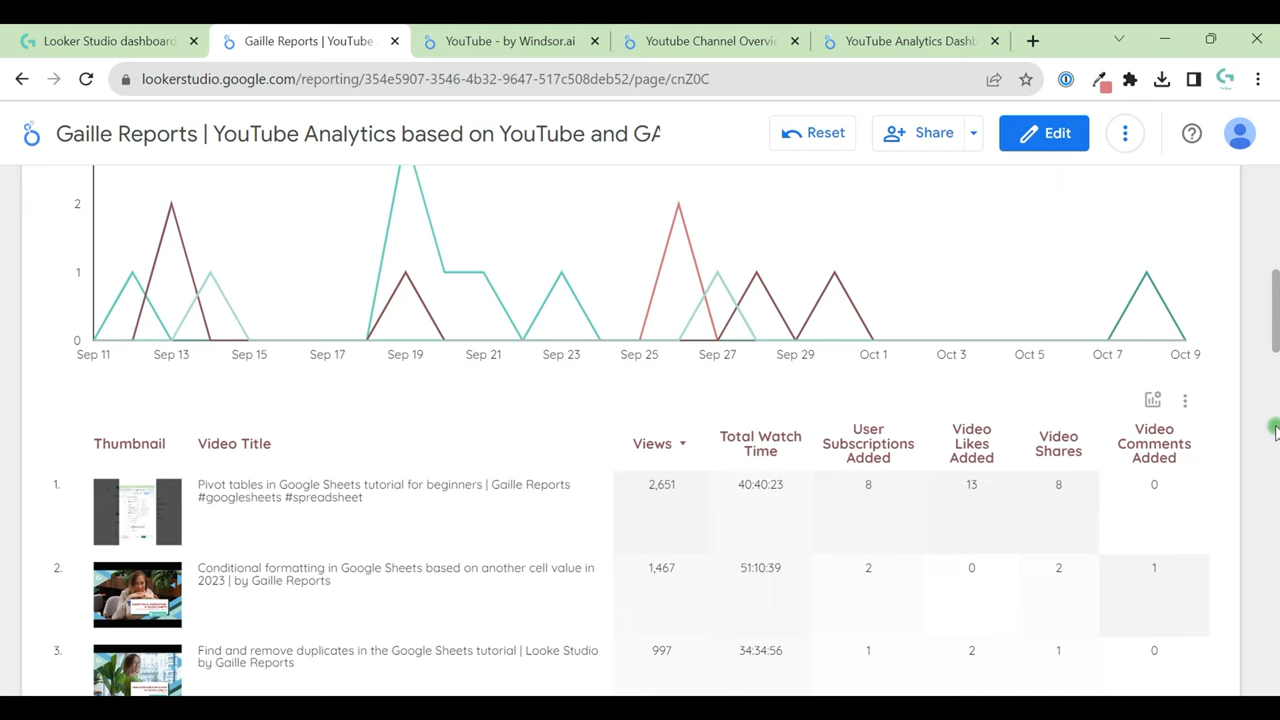 Looker Studio dashboard
Gaille Reports | YouTube
YouTube - by Windsor.ai
Youtube Channel Overvi
YouTube Analytics Dash
lookerstudio.google.com/reporting/354e5907-3546-4b32-9647-517c508deb52/page/cnZ0C
Gaille Reports | YouTube Analytics based on YouTube and GA
Reset
Share
Edit
2
1
0
Sep 11 Sep 13 Sep 15 Sep 17 Sep 19 Sep 21 Sep 23 Sep 25 Sep 27 Sep 29 Oct 1 Oct 3 Oct 5 Oct 7 Oct 9
Thumbnail
Video Title
Views
Total Watch
Time
User
Subscriptions
Added
Video
Likes
Added
Video
Shares
Video
Comments
Added
1.
Pivot tables in Google Sheets tutorial for beginners | Gaille Reports
#googlesheets #spreadsheet
2,651 40:40:23 8 13 8 0
2.
Conditional formatting in Google Sheets based on another cell value in
2023 | by Gaille Reports
1,467 51:10:39 2 0 2 1
3.
Find and remove duplicates in the Google Sheets tutorial | Looke Studio
by Gaille Reports
997 34:34:56 1 2 1 0